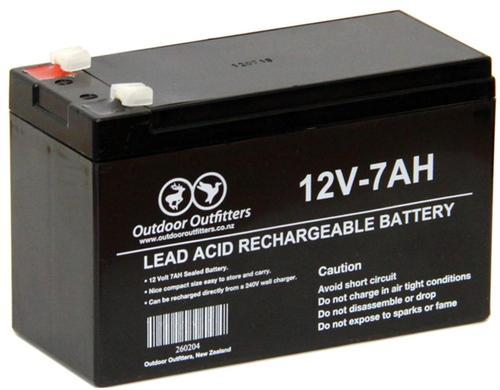 120718
12V-7AH
Outdoor Outfitters
www.outdooroutfitters.co.nz
LEAD ACID RECHARGEABLE BATTERY
• 12 Volt 7AH Sealed Battery.
• Nice compact size easy to store and carry.
• Can be recharged directly from a 240V wall charger.
260204
Outdoor Outfitters, New Zealand
Caution
Avoid short circuit
Do not charge in air tight conditions
Do not disassemble or drop
Do not expose to sparks or fame